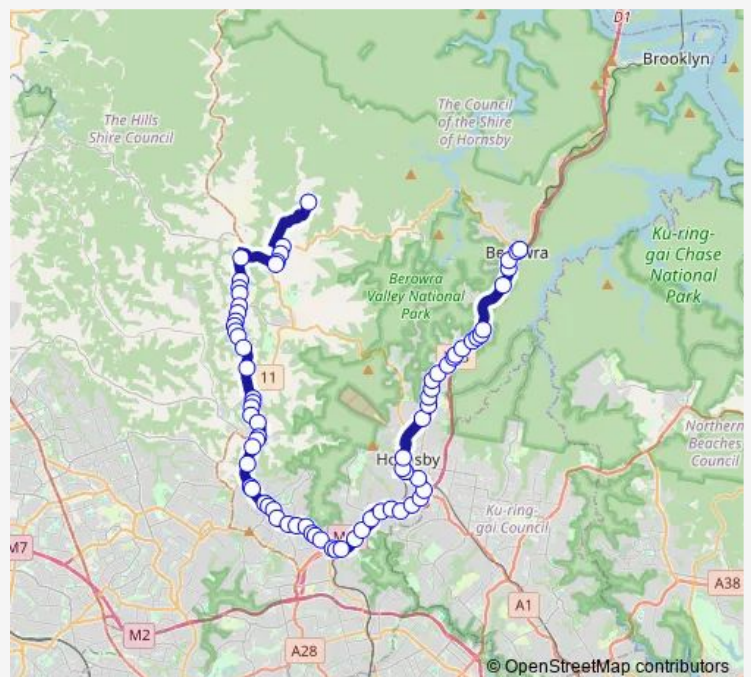 D1
Brooklyn
The Hills
Shire Council
The Council
of the Shire
of Hornsby
Ku-ring-
gai Chase
National
Park
Berowra
Valley National
Park
11
Northern
Beaches
Council
Ku-ring-
gai Council
M7
M2
A28
A1
A38
© OpenStreetMap contributors